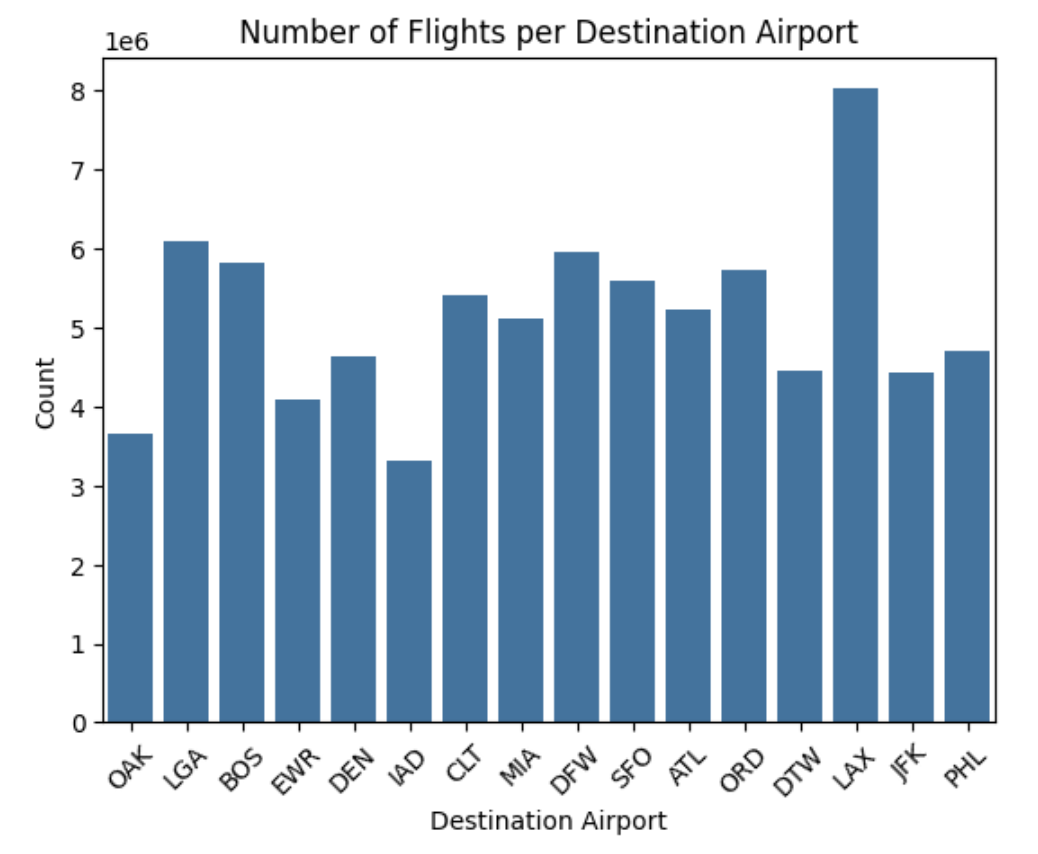 Number of Flights per Destination Airport
1e6
8
7
6
5
4
3
2
1
0
Count
OAK LGA BOS EWR DEN IAD CLT MIA DFW SFO ATL ORD DTW LAX JFK PHL
Destination Airport